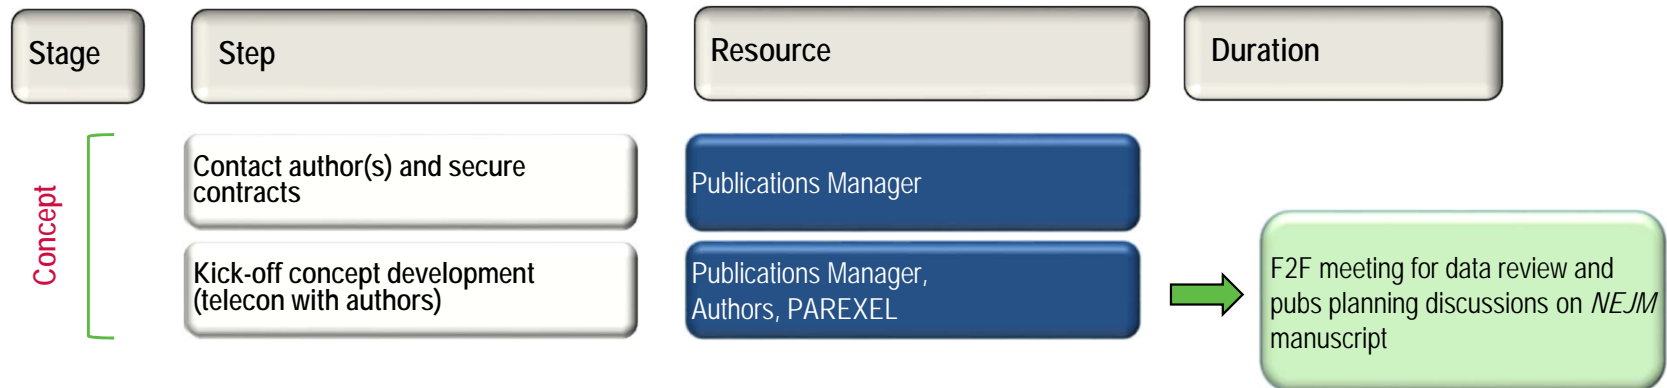 Stage
Step
Resource
Duration
Concept
Contact author(s) and secure
contracts
Publications Manager
Kick-off concept development
(telecon with authors)
Publications Manager,
Authors, PAREXEL
F2F meeting for data review and
pubs planning discussions on NEJM
manuscript